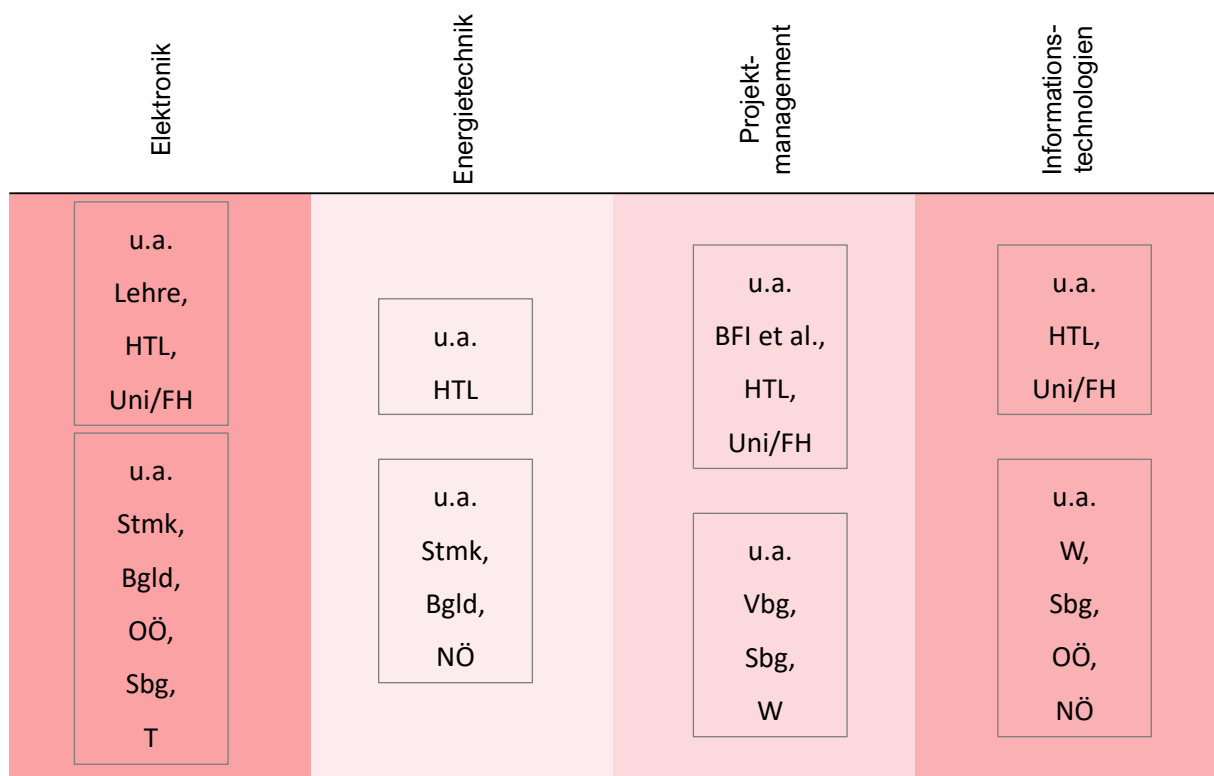 Elektronik
Energietechnik
Projekt-
management
Informations-
technologien
u.a.
Lehre,
HTL,
Uni/FH
u.a.
Stmk,
Bgld,
OÖ,
Sbg,
T
u.a.
HTL
u.a.
Stmk,
Bgld,
NÖ
u.a.
BFI et al.,
HTL,
Uni/FH
u.a.
Vbg,
Sbg,
W
u.a.
HTL,
Uni/FH
u.a.
W,
Sbg,
OÖ,
NÖ